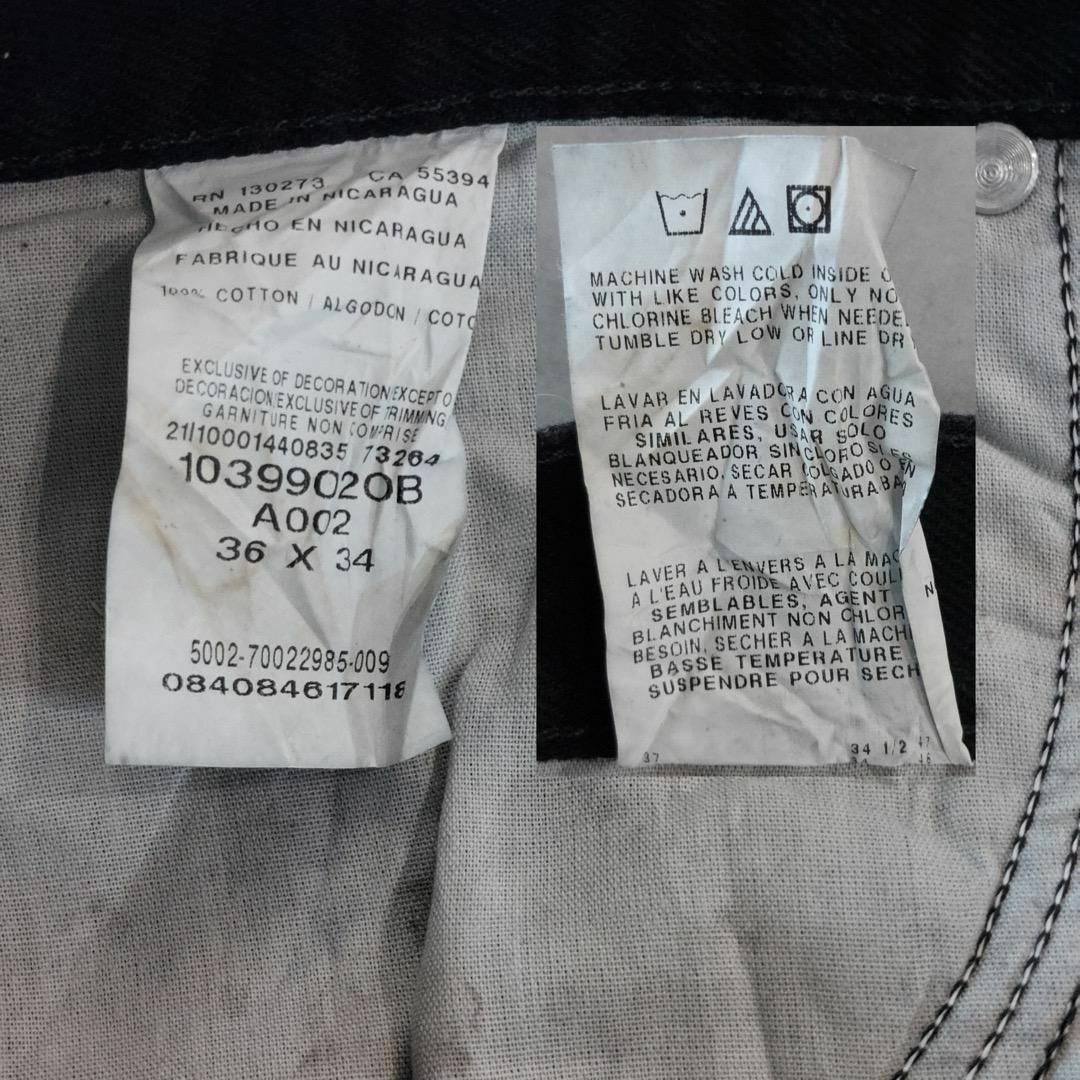 RN 130273 CA 55394
MADE IN NICARAGUA
HECHO EN NICARAGUA
FABRIQUE AU NICARAGUA
100% COTTON / ALGODON / COTO
EXCLUSIVE OF DECORATION/EXCEPTO
DECORACION/EXCLUSIVE OF TRIMMING
GARNITURE NON COMPRISE
21/10001440835 73264
10399020B
A002
36 X 34
5002-70022985-009
084084617118
MACHINE WASH COLD INSIDE O
WITH LIKE COLORS, ONLY NO
CHLORINE BLEACH WHEN NEEDE
TUMBLE DRY LOW OR LINE DR
LAVAR EN LAVADORA CON AGUA
FRIA AL REVES CON COLORES
SIMILARES, USAR SOLO
BLANQUEADOR SIN CLORO SI ES
NECESARIO, SECAR COLGADO O EN
SECADORA A TEMPERATURA BA
LAVER A L'ENVERS A LA MAC
A L'EAU FROIDE AVEC COUL
SEMBLABLES, AGENT
BLANCHIMENT NON CHLOR
BESOIN, SECHER A LA MACHI
BASSE TEMPERATURE
SUSPENDRE POUR SECH
N
37 34 1/2 47